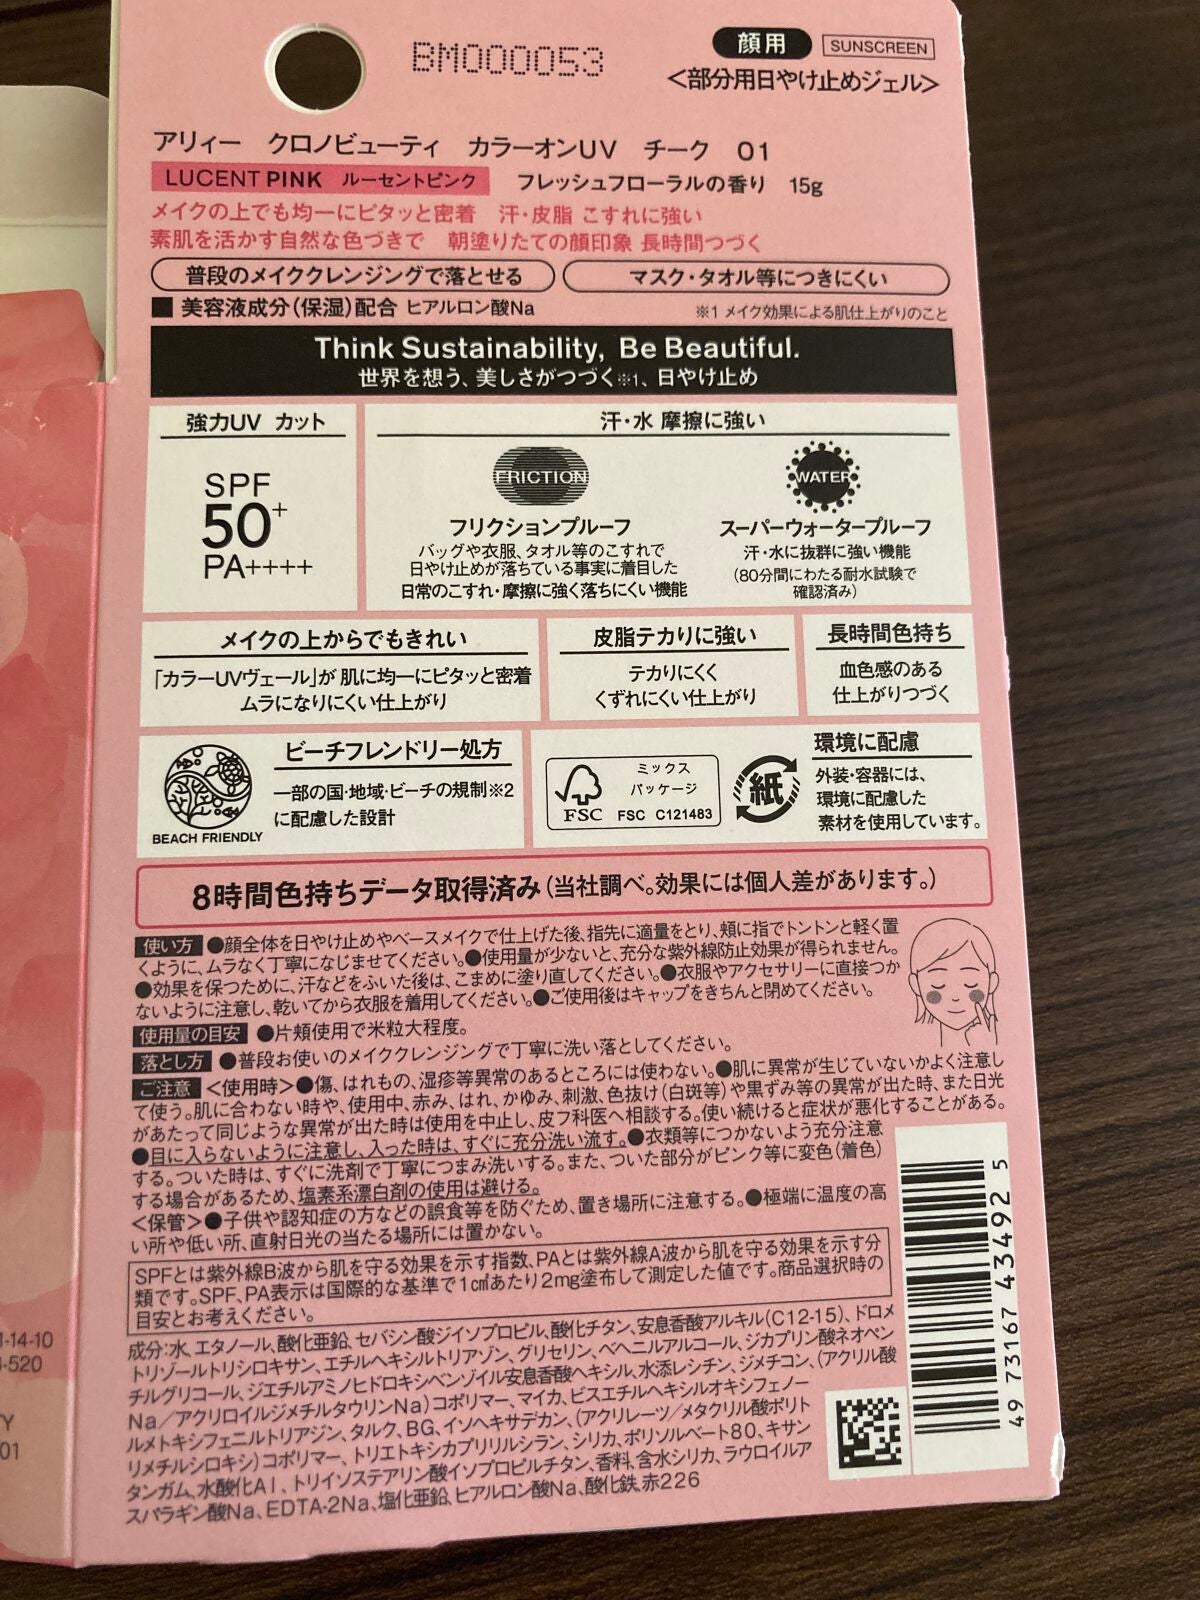 BM000053
顔用 SUNSCREEN
<部分用日やけ止めジェル>
アリィー クロノビューティ カラーオンUV チーク 01
LUCENT PINK ルーセントピンク フレッシュフローラルの香り 15g
メイクの上でも均一にピタッと密着 汗・皮脂 こすれに強い
素肌を活かす自然な色づきで 朝塗りたての顔印象 長時間つづく
普段のメイククレンジングで落とせる マスク・タオル等につきにくい
■ 美容液成分(保湿)配合 ヒアルロン酸Na ※1 メイク効果による肌仕上がりのこと
Think Sustainability, Be Beautiful.
世界を想う、美しさがつづく※1、日やけ止め
強力UV カット
SPF
50+
PA++++
汗・水 摩擦に強い
FRICTION
フリクションプルーフ
バッグや衣服、タオル等のこすれで
日やけ止めが落ちている事実に着目した
日常のこすれ・摩擦に強く落ちにくい機能
WATER
スーパーウォータープルーフ
汗・水に抜群に強い機能
(80分間にわたる耐水試験で
確認済み)
メイクの上からでもきれい
「カラーUVヴェール」が 肌に均一にピタッと密着
ムラになりにくい仕上がり
皮脂テカりに強い
テカりにくく
くずれにくい仕上がり
長時間色持ち
血色感のある
仕上がりつづく
BEACH FRIENDLY
ビーチフレンドリー処方
一部の国・地域・ビーチの規制※2
に配慮した設計
FSC
ミックス
パッケージ
FSC C121483
紙
環境に配慮
外装・容器には、
環境に配慮した
素材を使用しています。
8時間色持ちデータ取得済み(当社調べ。効果には個人差があります。)
使い方 ●顔全体を日やけ止めやベースメイクで仕上げた後、指先に適量をとり、頬に指でトントンと軽く置
くように、ムラなく丁寧になじませてください。●使用量が少ないと、充分な紫外線防止効果が得られません。
●効果を保つために、汗などをふいた後は、こまめに塗り直してください。●衣服やアクセサリーに直接つか
ないように注意し、乾いてから衣服を着用してください。●ご使用後はキャップをきちんと閉めてください。
使用量の目安 ●片頬使用で米粒大程度。
落とし方 ●普段お使いのメイククレンジングで丁寧に洗い落としてください。
ご注意 <使用時>●傷、はれもの、湿疹等異常のあるところには使わない。●肌に異常が生じていないかよく注意し
て使う。肌に合わない時や、使用中、赤み、はれ、かゆみ、刺激、色抜け(白斑等)や黒ずみ等の異常が出た時、また日光
があたって同じような異常が出た時は使用を中止し、皮フ科医へ相談する。使い続けると症状が悪化することがある。
●目に入らないように注意し、入った時は、すぐに充分洗い流す。●衣類等につかないよう充分注意
する。ついた時は、すぐに洗剤で丁寧につまみ洗いする。また、ついた部分がピンク等に変色(着色)
する場合があるため、塩素系漂白剤の使用は避ける。
<保管>●子供や認知症の方などの誤食等を防ぐため、置き場所に注意する。●極端に温度の高
い所や低い所、直射日光の当たる場所には置かない。
SPFとは紫外線B波から肌を守る効果を示す指数、PAとは紫外線A波から肌を守る効果を示す分
類です。SPF、PA表示は国際的な基準で1㎠あたり2mg塗布して測定した値です。商品選択時の
目安とお考えください。
成分:水、エタノール、酸化亜鉛、セバシン酸ジイソプロピル、酸化チタン、安息香酸アルキル(C12-15)、ドロメ
トリゾールトリシロキサン、エチルヘキシルトリアゾン、グリセリン、ベヘニルアルコール、ジカプリン酸ネオペン
チルグリコール、ジエチルアミノヒドロキシベンゾイル安息香酸ヘキシル、水添レシチン、ジメチコン、(アクリル酸
Na/アクリロイルジメチルタウリンNa)コポリマー、マイカ、ビスエチルヘキシルオキシフェノー
ルメトキシフェニルトリアジン、タルク、BG、イソヘキサデカン、(アクリレーツ/メタクリル酸ポリト
リメチルシロキシ)コポリマー、トリエトキシカプリリルシラン、シリカ、ポリソルベート80、キサン
タンガム、水酸化Al、トリイソステアリン酸イソプロピルチタン、香料、含水シリカ、ラウロイルア
スパラギン酸Na、EDTA-2Na、塩化亜鉛、ヒアルロン酸Na、酸化鉄、赤226
4973167434925
-14-10
-520
TY
01